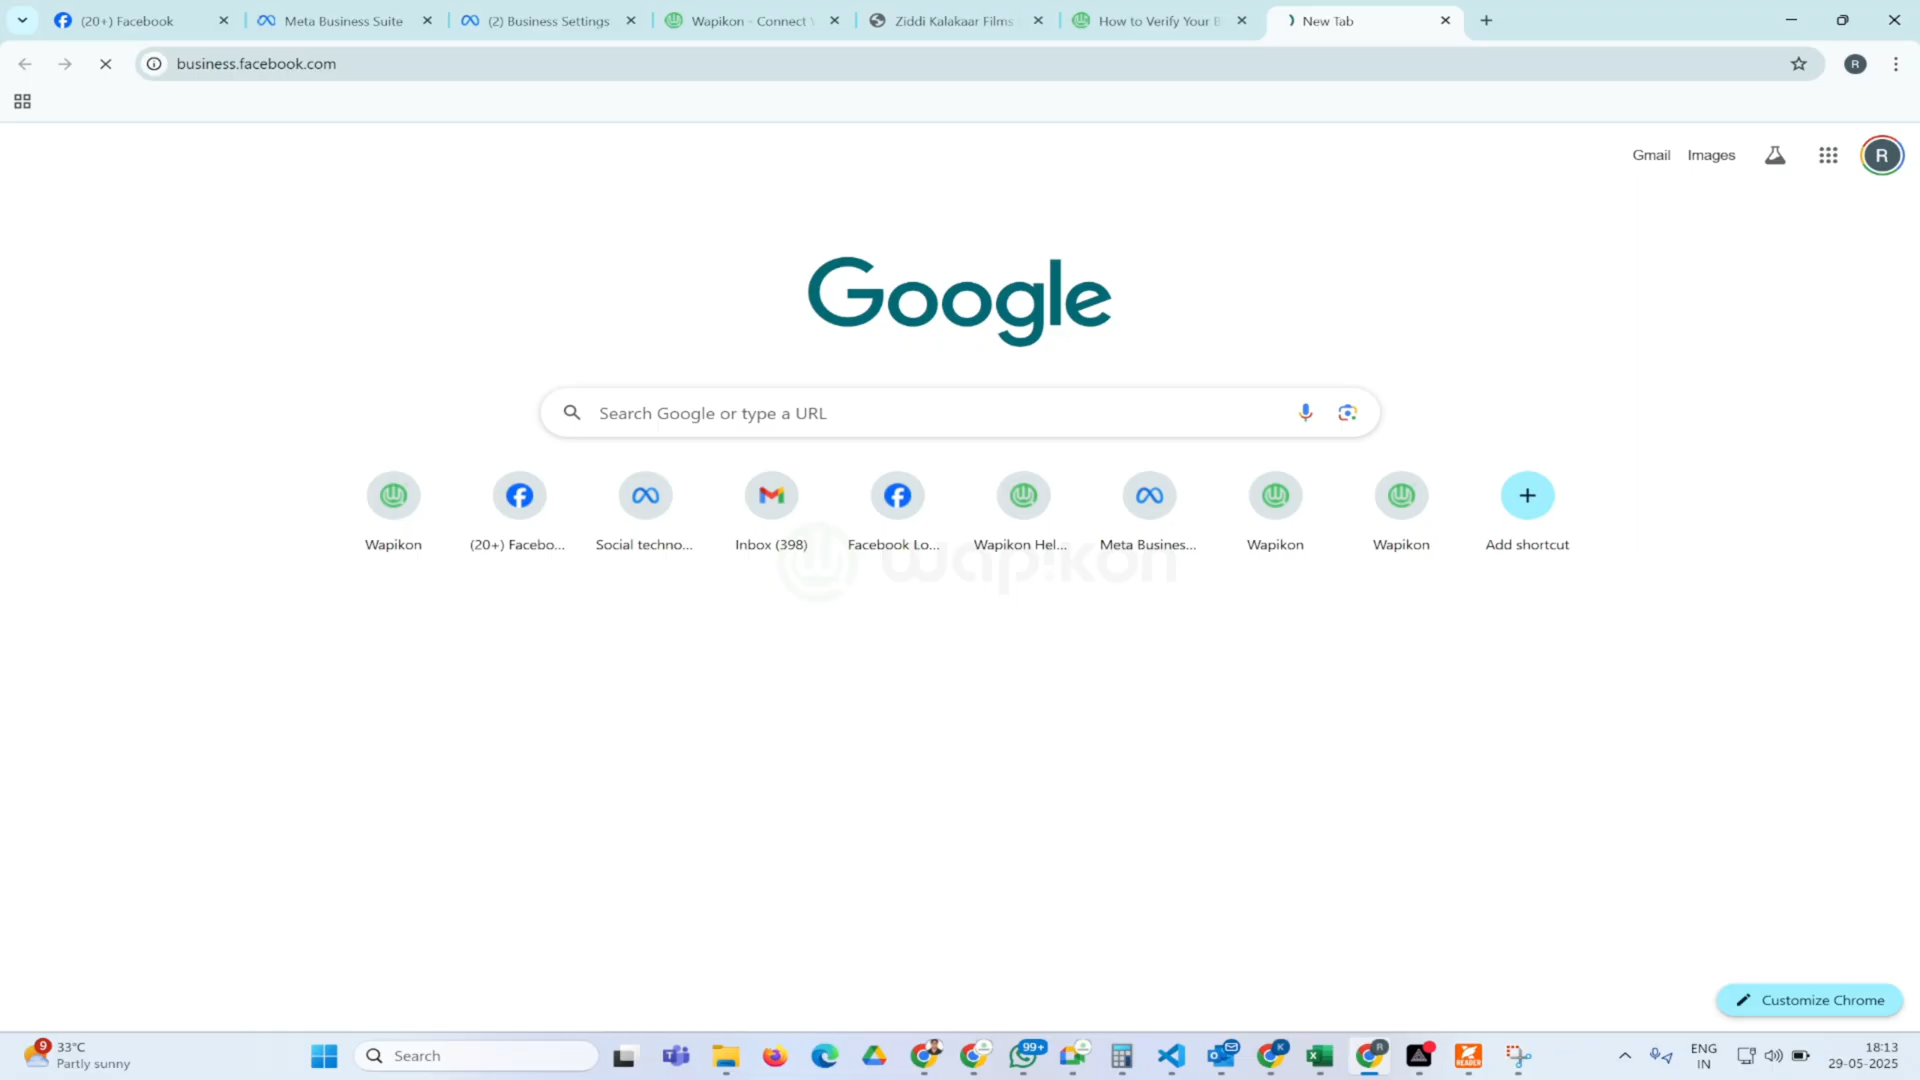 (20+) Facebook
Meta Business Suite
(2) Business Settings
Wapikon - Connect
Ziddi Kalakaar Films
How to Verify Your B
New Tab
business.facebook.com
R
Gmail
Images
R
Google
Search Google or type a URL
Wapikon
(20+) Facebo...
Social techno...
Inbox (398)
Facebook Lo...
Wapikon Hel...
Meta Busines...
Wapikon
Wapikon
Add shortcut
wapikon
Customize Chrome
9
33°C
Partly sunny
Search
99+
K
R
READER
ENG
IN
18:13
29-05-2025